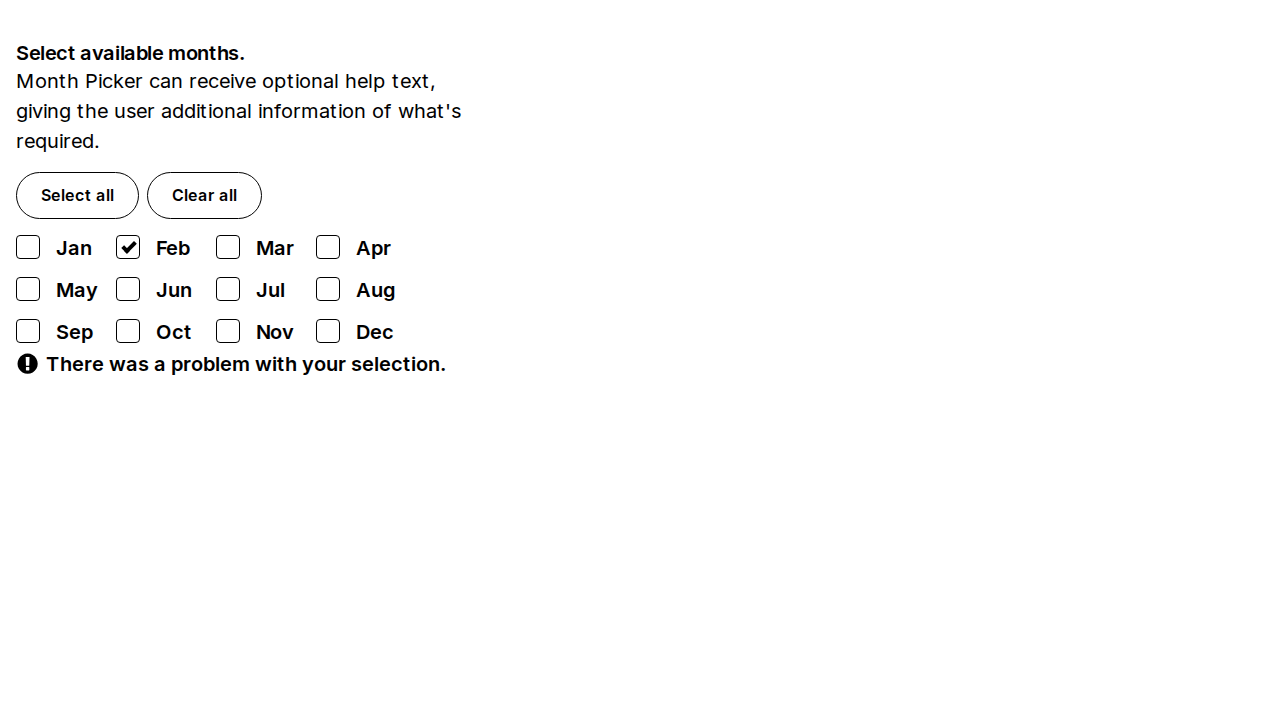 Select available months.
Month Picker can receive optional help text,
giving the user additional information of what's
required.
Select all Clear all
Jan Feb Mar Apr
May Jun Jul Aug
Sep Oct Nov Dec
There was a problem with your selection.